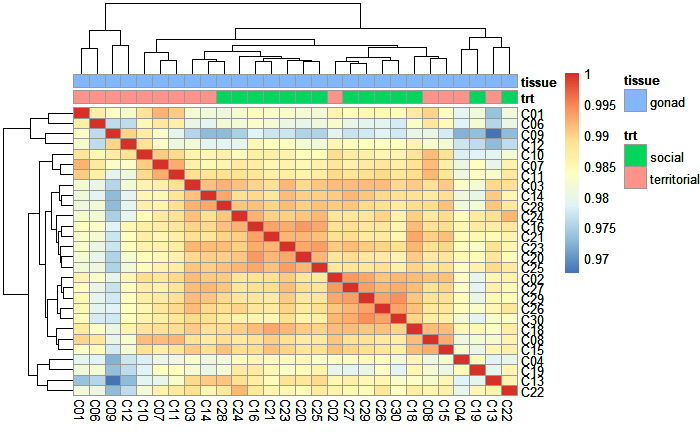 tissue
trt
C01
C06
C09
C12
C10
C07
C11
C03
C14
C28
C24
C16
C21
C23
C20
C25
C02
C27
C29
C26
C30
C18
C08
C15
C04
C19
C13
C22
C01 C06 C09 C12 C10 C07 C11 C03 C14 C28 C24 C16 C21 C23 C20 C25 C02 C27 C29 C26 C30 C18 C08 C15 C04 C19 C13 C22
1
0.995
0.99
0.985
0.98
0.975
0.97
tissue
gonad
trt
social
territorial